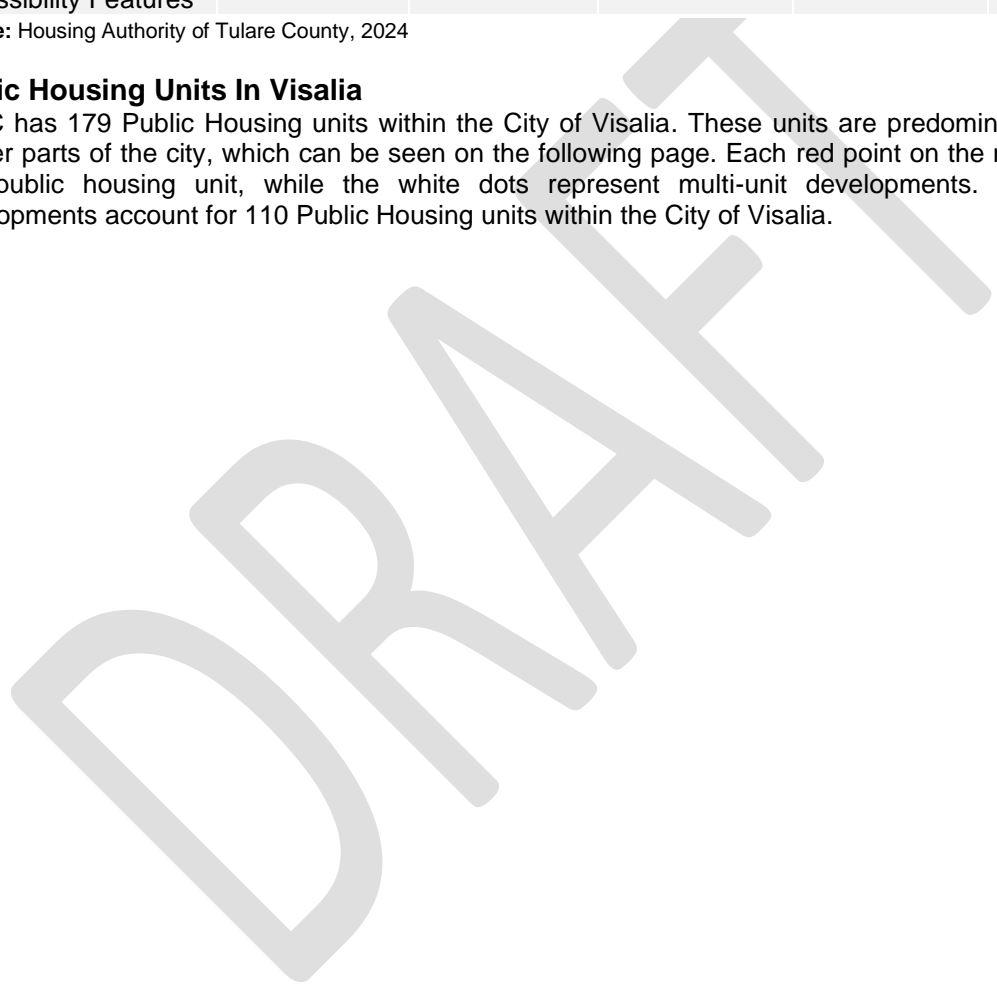 ssibility Features
e: Housing Authority of Tulare County, 2024
ic Housing Units In Visalia
C has 179 Public Housing units within the City of Visalia. These units are predomin
er parts of the city, which can be seen on the following page. Each red point on the
public housing unit, while the white dots represent multi-unit developments.
opments account for 110 Public Housing units within the City of Visalia.
DRAFT